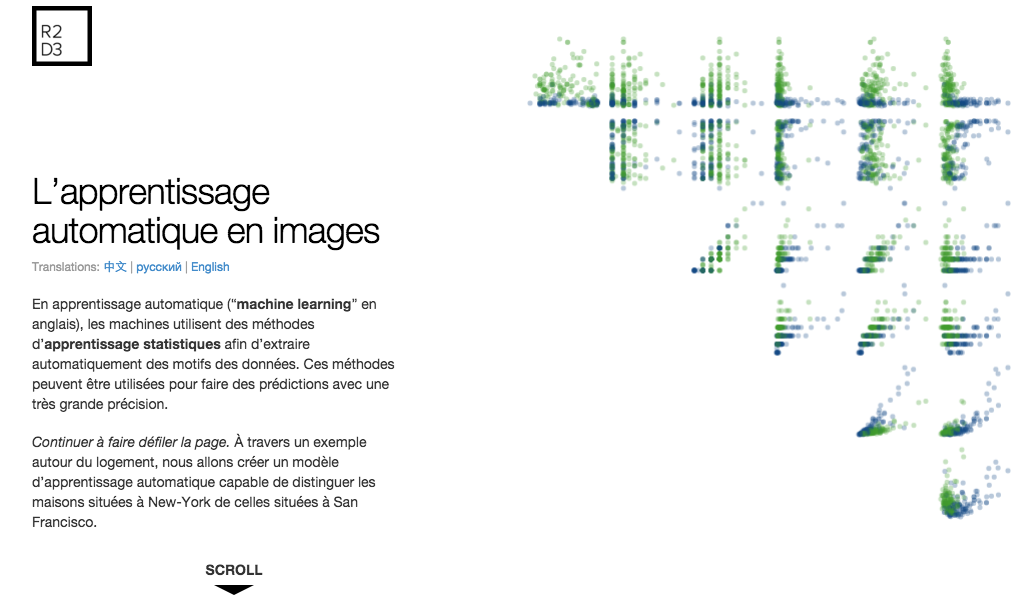 R2
D3
L’apprentissage
automatique en images
Translations: 中文 | русский | English
En apprentissage automatique (“machine learning” en
anglais), les machines utilisent des méthodes
d’apprentissage statistiques afin d’extraire
automatiquement des motifs des données. Ces méthodes
peuvent être utilisées pour faire des prédictions avec une
très grande précision.
Continuer à faire défiler la page. À travers un exemple
autour du logement, nous allons créer un modèle
d’apprentissage automatique capable de distinguer les
maisons situées à New-York de celles situées à San
Francisco.
SCROLL